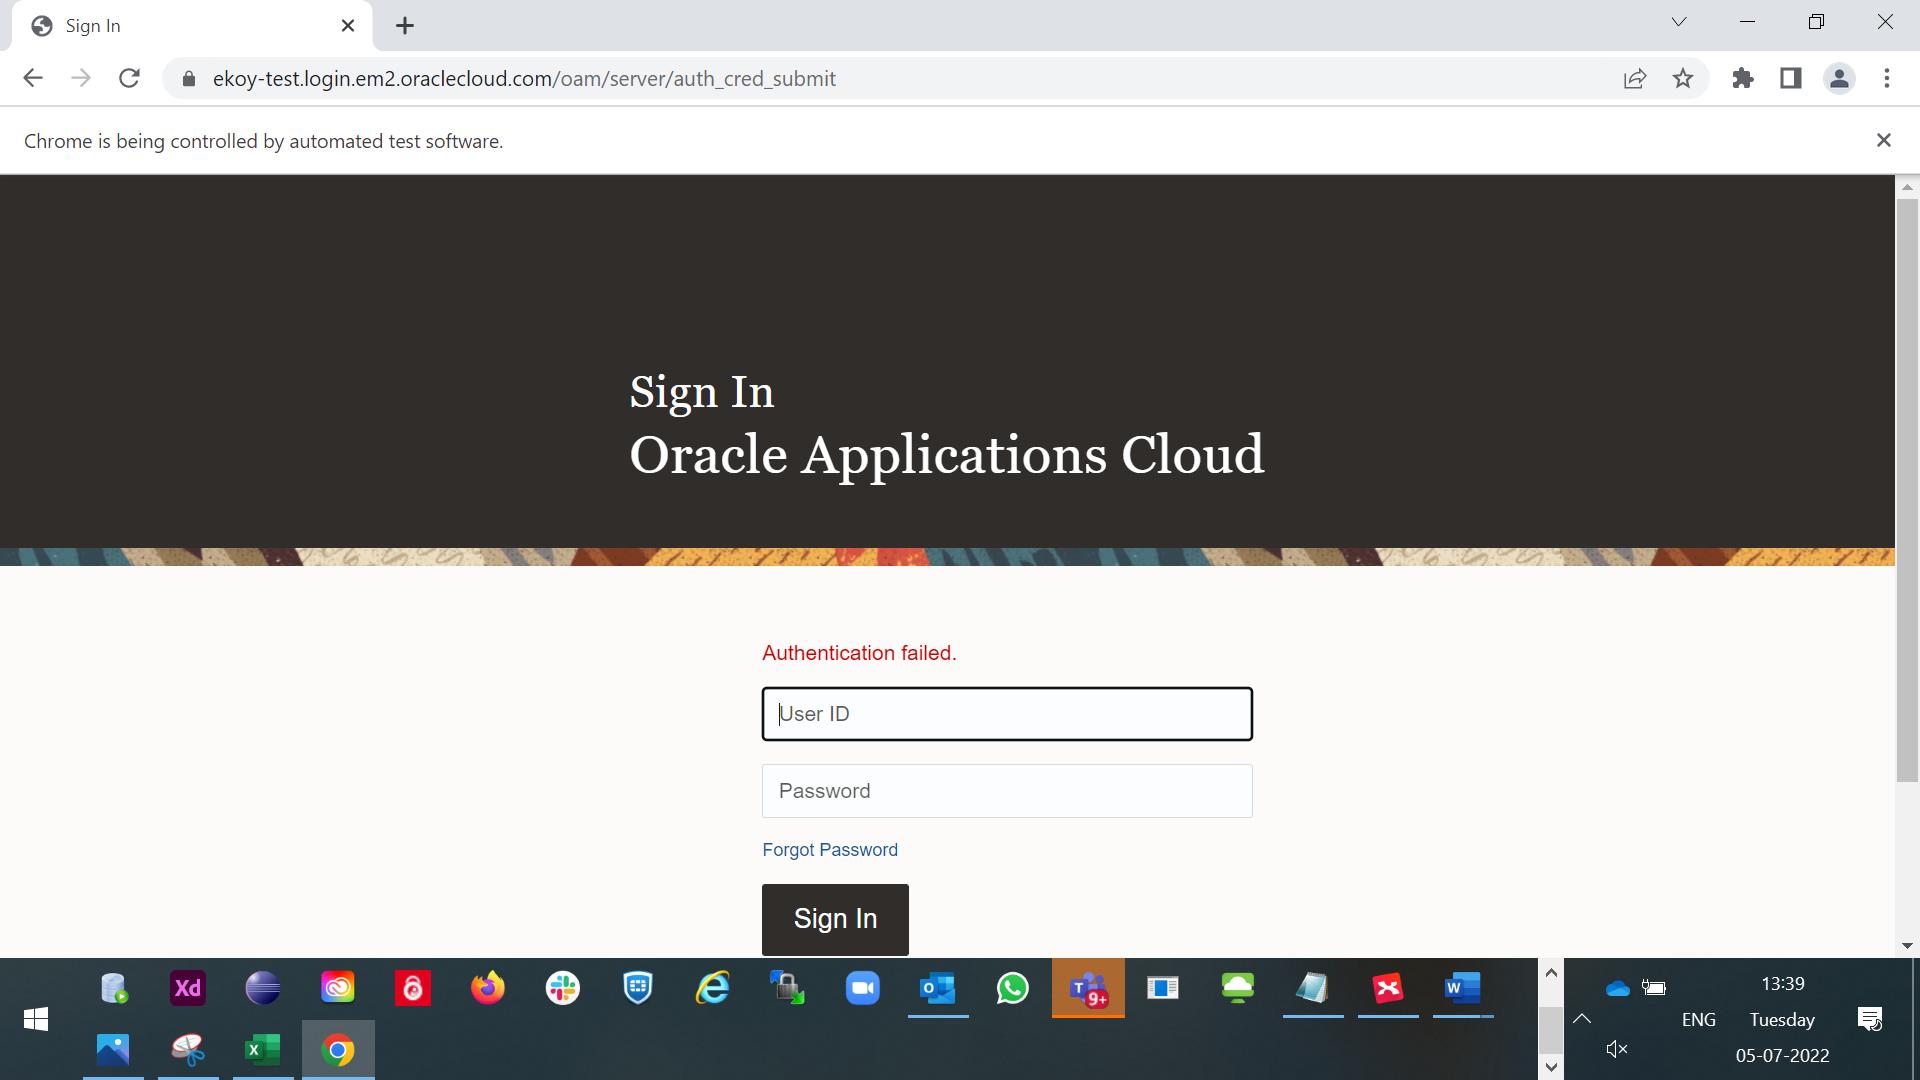 Sign In
ekoy-test.login.em2.oraclecloud.com/oam/server/auth_cred_submit
Chrome is being controlled by automated test software.
Sign In
Oracle Applications Cloud
Authentication failed.
User ID
Password
Forgot Password
Sign In
Xd
O
T
9+
W
X
ENG
13:39
Tuesday
05-07-2022